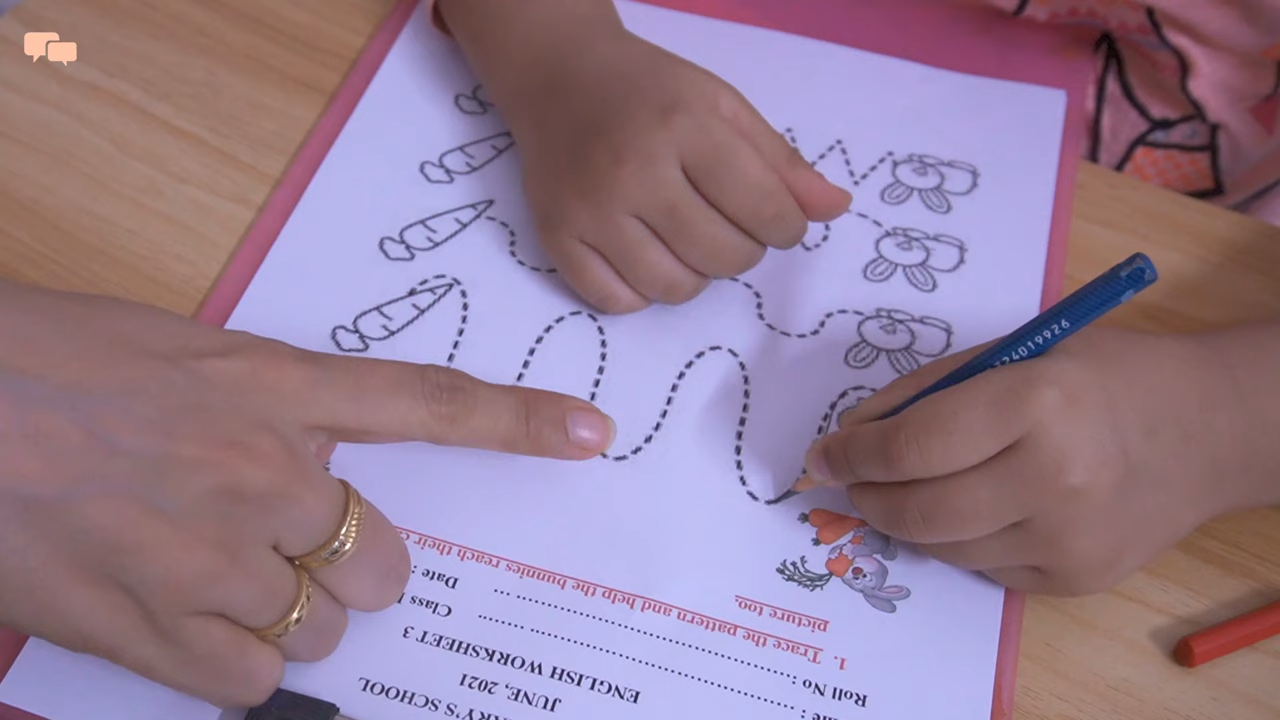 ARY'S SCHOOL
JUNE, 2021
ENGLISH WORKSHEET 3
Class
Roll No : Date :
1. Trace the pattern and help the bunnies reach their
picture too.
24019926